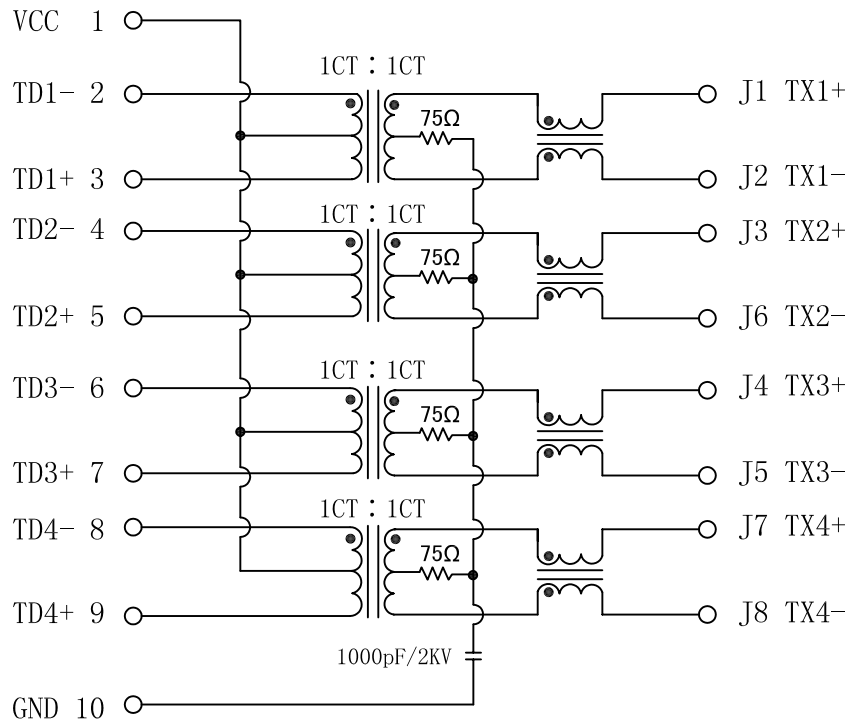 VCC 1
1CT : 1CT
TD1- 2
75Ω
J1 TX1+
TD1+ 3
J2 TX1-
1CT : 1CT
TD2- 4
75Ω
J3 TX2+
TD2+ 5
J6 TX2-
1CT : 1CT
TD3- 6
75Ω
J4 TX3+
TD3+ 7
J5 TX3-
1CT : 1CT
TD4- 8
75Ω
J7 TX4+
TD4+ 9
J8 TX4-
1000pF/2KV
GND 10